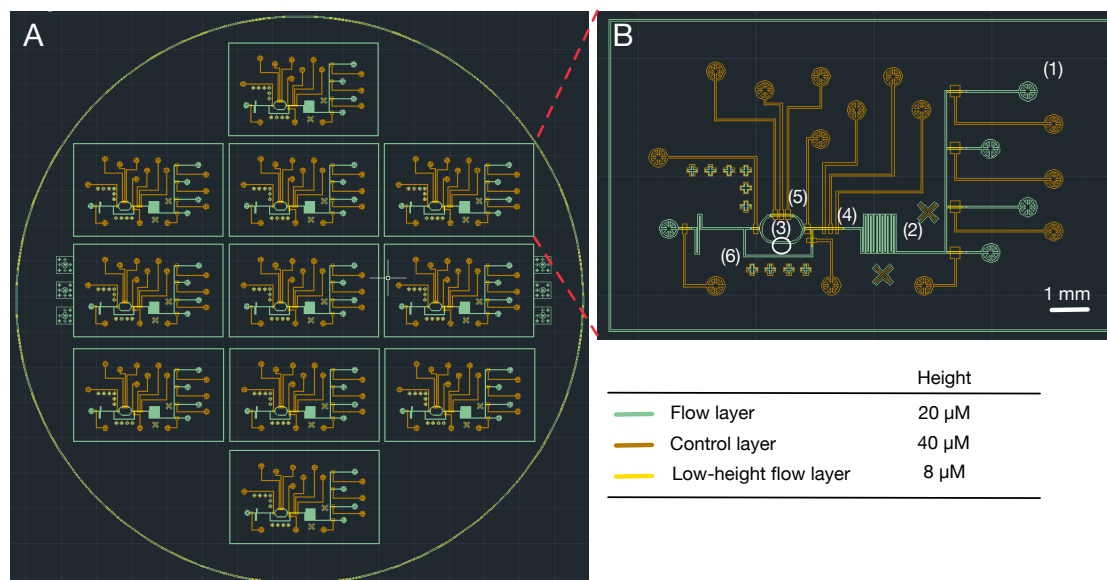 A
B
(1)
(5)
(3)
(4)
(2)
(6)
1 mm
Height
Flow layer 20 μM
Control layer 40 μM
Low-height flow layer 8 μM